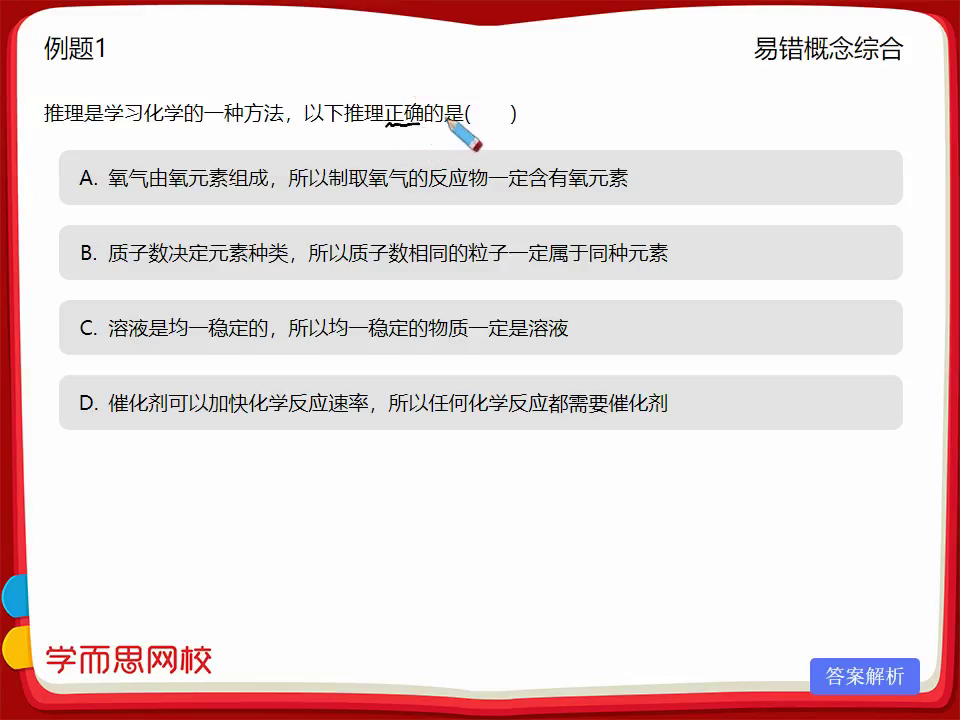 例题1
易错概念综合
推理是学习化学的一种方法，以下推理正确的是(　　)
A. 氧气由氧元素组成，所以制取氧气的反应物一定含有氧元素
B. 质子数决定元素种类，所以质子数相同的粒子一定属于同种元素
C. 溶液是均一稳定的，所以均一稳定的物质一定是溶液
D. 催化剂可以加快化学反应速率，所以任何化学反应都需要催化剂
学而思网校
答案解析